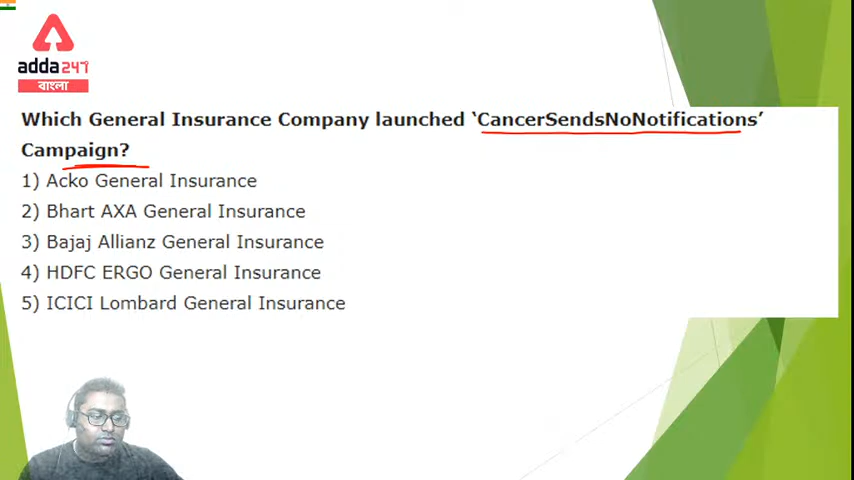 adda247
বাংলা
Which General Insurance Company launched ‘CancerSendsNoNotifications’
Campaign?
1) Acko General Insurance
2) Bhart AXA General Insurance
3) Bajaj Allianz General Insurance
4) HDFC ERGO General Insurance
5) ICICI Lombard General Insurance